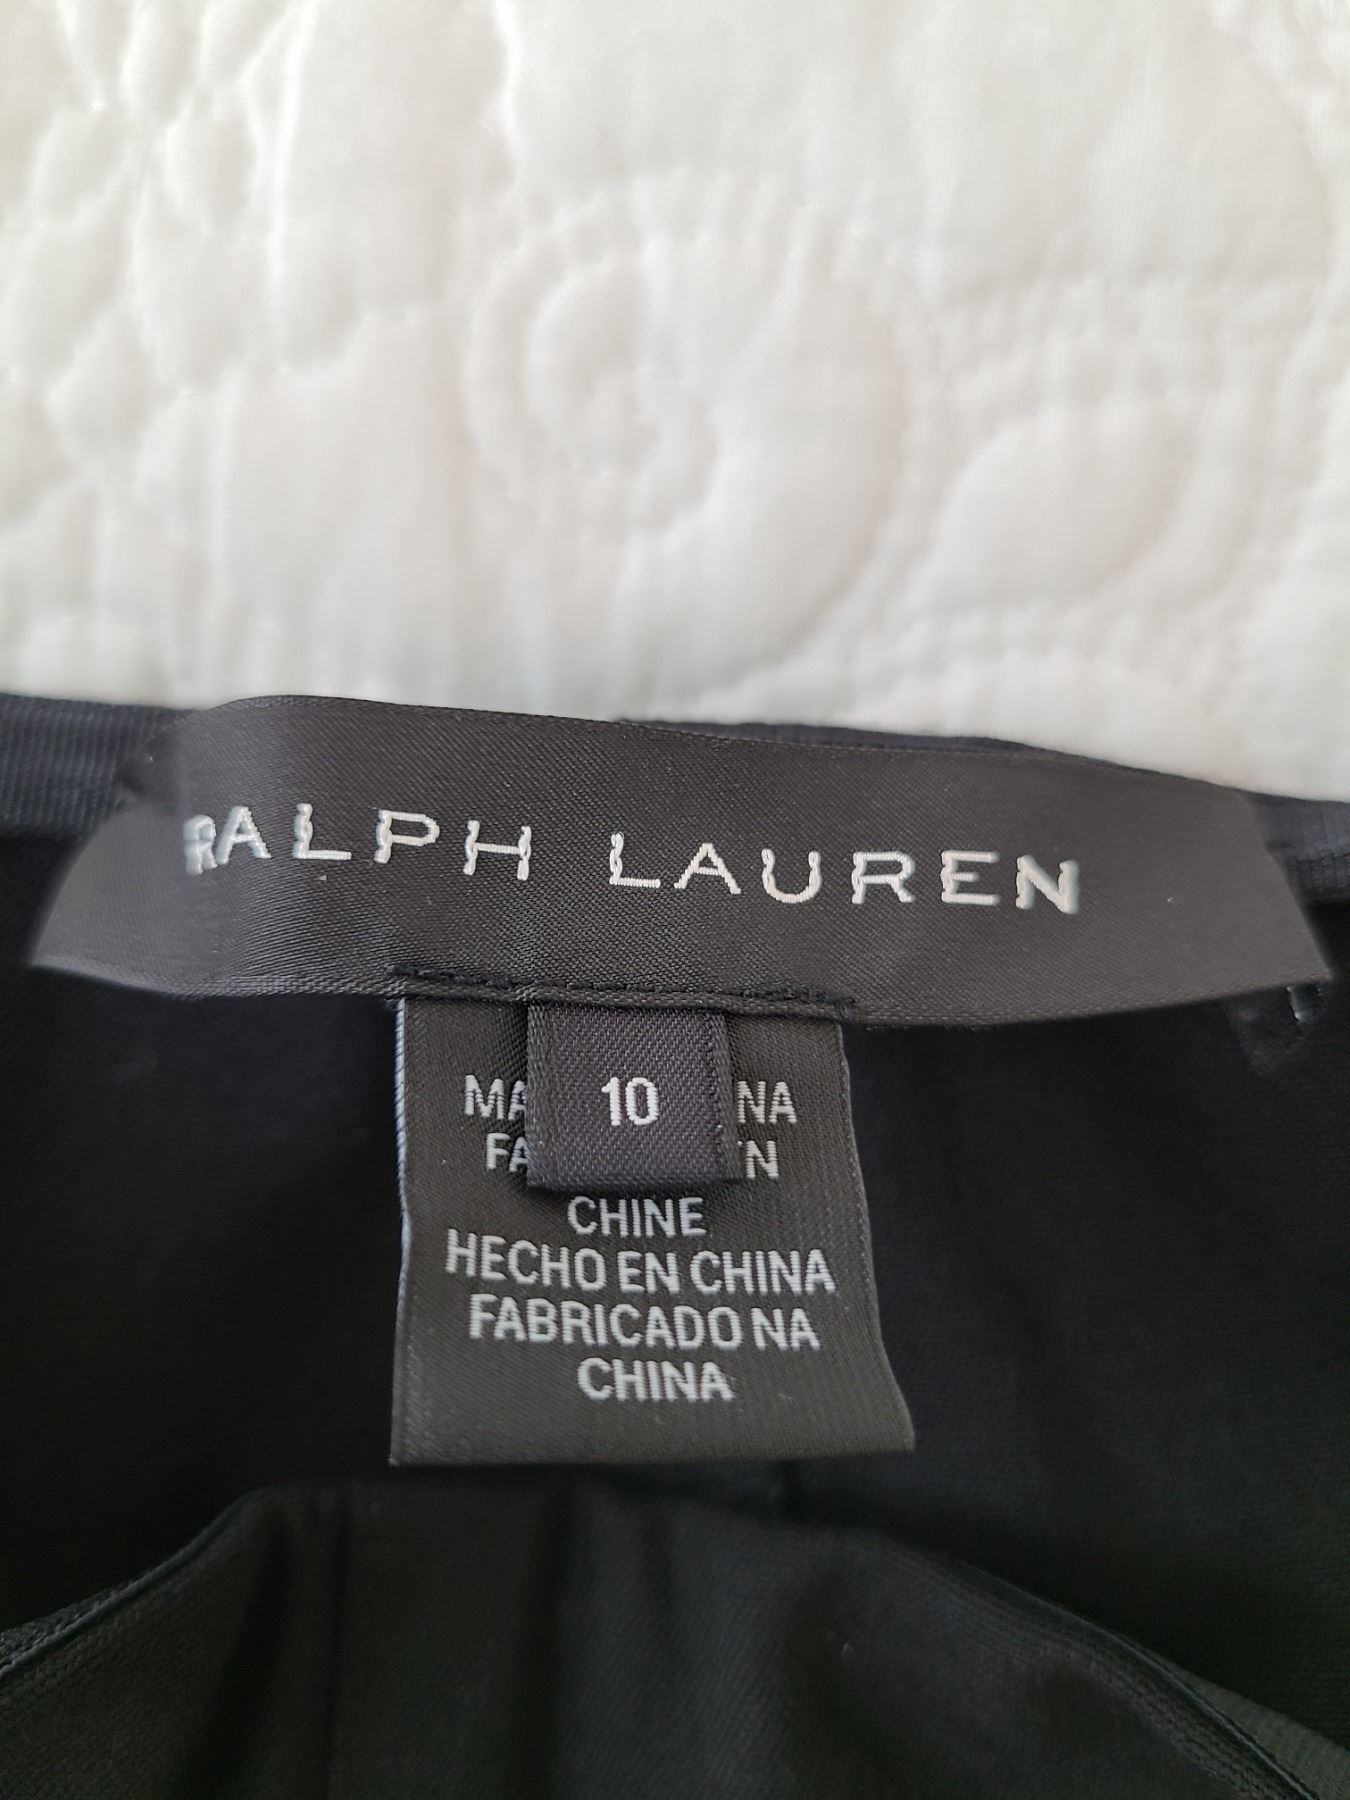 RALPH LAUREN
10
CHINE
HECHO EN CHINA
FABRICADO NA
CHINA